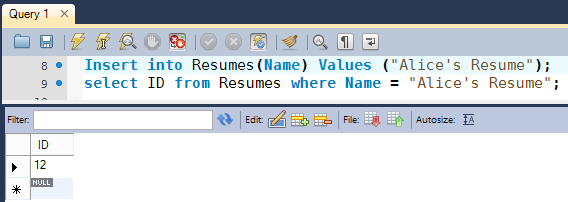 Query 1
8 Insert into Resumes(Name) Values ("Alice's Resume");
9 select ID from Resumes where Name = "Alice's Resume";
Filter: Edit: File: Autosize:
ID
12
NULL